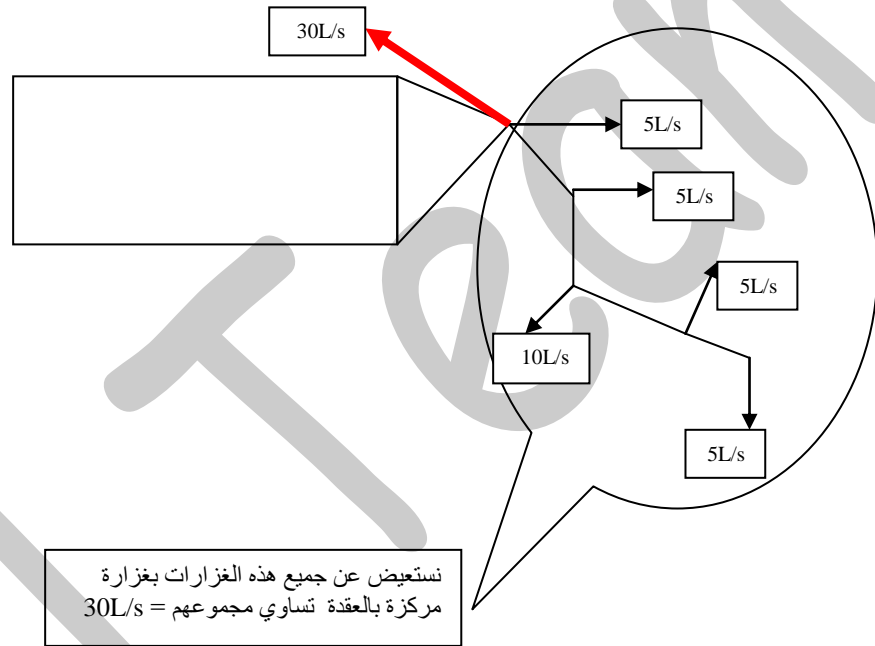 30L/s
5L/s
5L/s
5L/s
10L/s
5L/s
نستعيض عن جميع هذه الغزارات بغزارة
مركزة بالعقدة تساوي مجموعهم = 30L/s